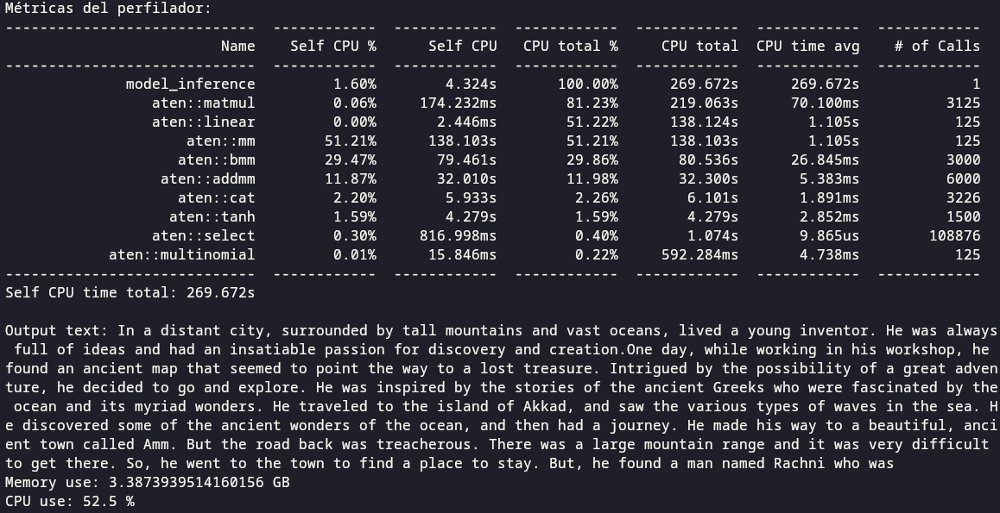 Métricas del perfilador:
-----------------------------  ------------  ------------  ------------  ------------  ------------  ------------
                         Name    Self CPU %      Self CPU   CPU total %     CPU total  CPU time avg    # of Calls
-----------------------------  ------------  ------------  ------------  ------------  ------------  ------------
              model_inference         1.60%        4.324s       100.00%      269.672s      269.672s             1
                 aten::matmul         0.06%     174.232ms        81.23%      219.063s      70.100ms          3125
                 aten::linear         0.00%       2.446ms        51.22%      138.124s        1.105s           125
                     aten::mm        51.21%      138.103s        51.21%      138.103s        1.105s           125
                    aten::bmm        29.47%       79.461s        29.86%       80.536s      26.845ms          3000
                  aten::addmm        11.87%       32.010s        11.98%       32.300s       5.383ms          6000
                    aten::cat         2.20%        5.933s         2.26%        6.101s       1.891ms          3226
                   aten::tanh         1.59%        4.279s         1.59%        4.279s       2.852ms          1500
                 aten::select         0.30%     816.998ms         0.40%        1.074s       9.865us        108876
            aten::multinomial         0.01%      15.846ms         0.22%     592.284ms       4.738ms           125
-----------------------------  ------------  ------------  ------------  ------------  ------------  ------------
Self CPU time total: 269.672s

Output text: In a distant city, surrounded by tall mountains and vast oceans, lived a young inventor. He was always
 full of ideas and had an insatiable passion for discovery and creation.One day, while working in his workshop, he
found an ancient map that seemed to point the way to a lost treasure. Intrigued by the possibility of a great adven
ture, he decided to go and explore. He was inspired by the stories of the ancient Greeks who were fascinated by the
 ocean and its myriad wonders. He traveled to the island of Akkad, and saw the various types of waves in the sea. H
e discovered some of the ancient wonders of the ocean, and then had a journey. He made his way to a beautiful, anci
ent town called Amm. But the road back was treacherous. There was a large mountain range and it was very difficult
to get there. So, he went to the town to find a place to stay. But, he found a man named Rachni who was
Memory use: 3.3873939514160156 GB
CPU use: 52.5 %